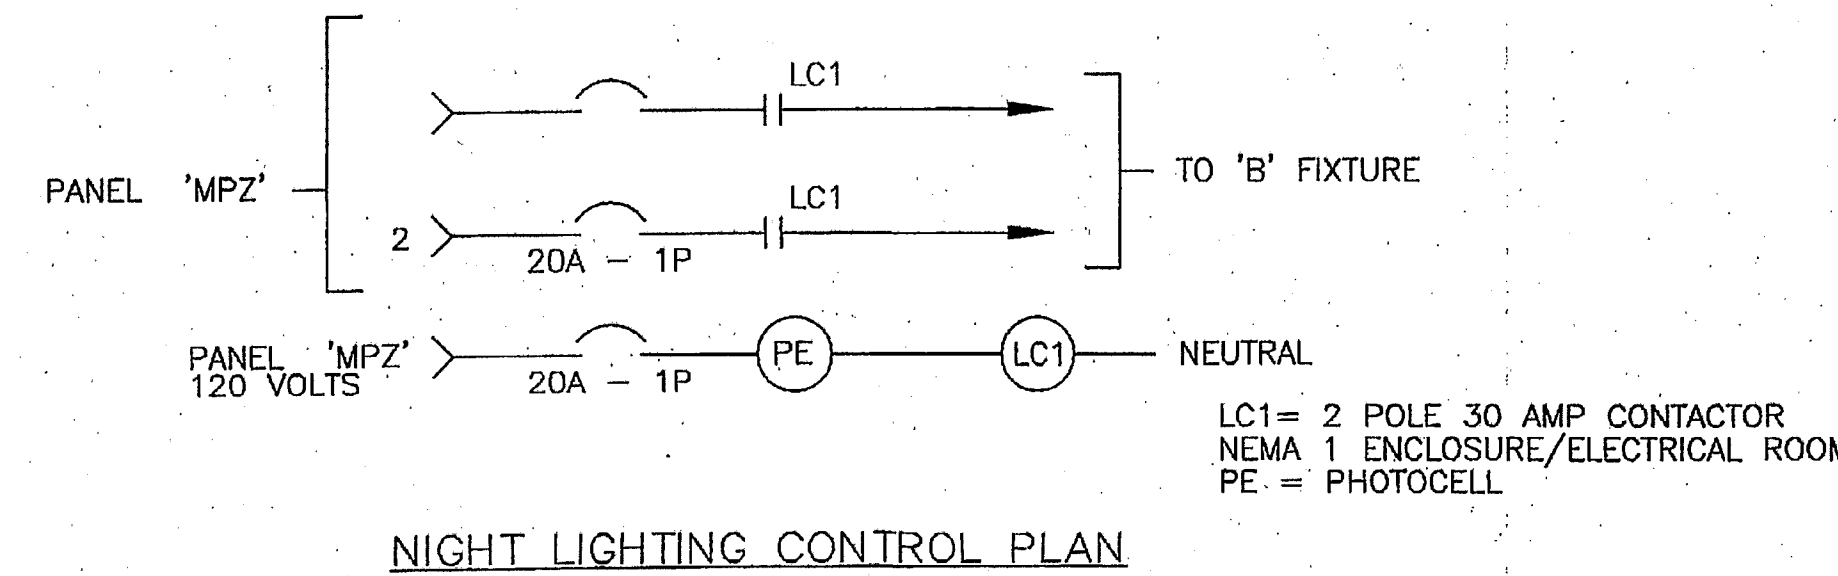 LC1
PANEL 'MPZ'
TO 'B' FIXTURE
LC1
2
20A - 1P
PANEL 'MPZ'
120 VOLTS
20A - 1P
PE
LC1
NEUTRAL
LC1= 2 POLE 30 AMP CONTACTOR
NEMA 1 ENCLOSURE/ELECTRICAL ROOM
PE = PHOTOCELL
NIGHT LIGHTING CONTROL PLAN